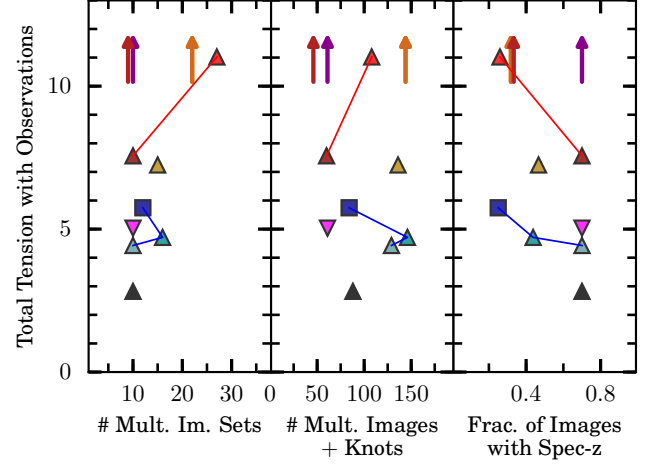 Total Tension with Observations
10
5
0
10 20 30 0 50 100 150 0.4 0.8
# Mult. Im. Sets # Mult. Images Frac. of Images
+ Knots with Spec-z